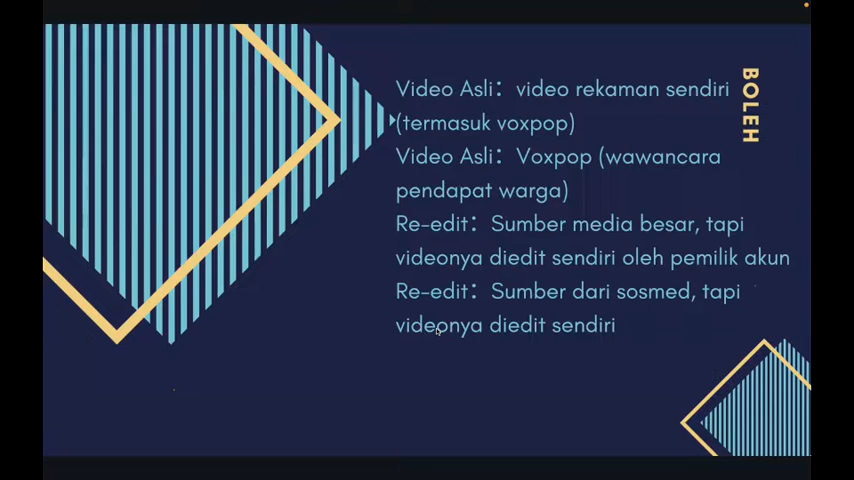 Video Asli: video rekaman sendiri
(termasuk voxpop)
Video Asli: Voxpop (wawancara
pendapat warga)
Re-edit: Sumber media besar, tapi
videonya diedit sendiri oleh pemilik akun
Re-edit: Sumber dari sosmed, tapi
videonya diedit sendiri
BOLEH